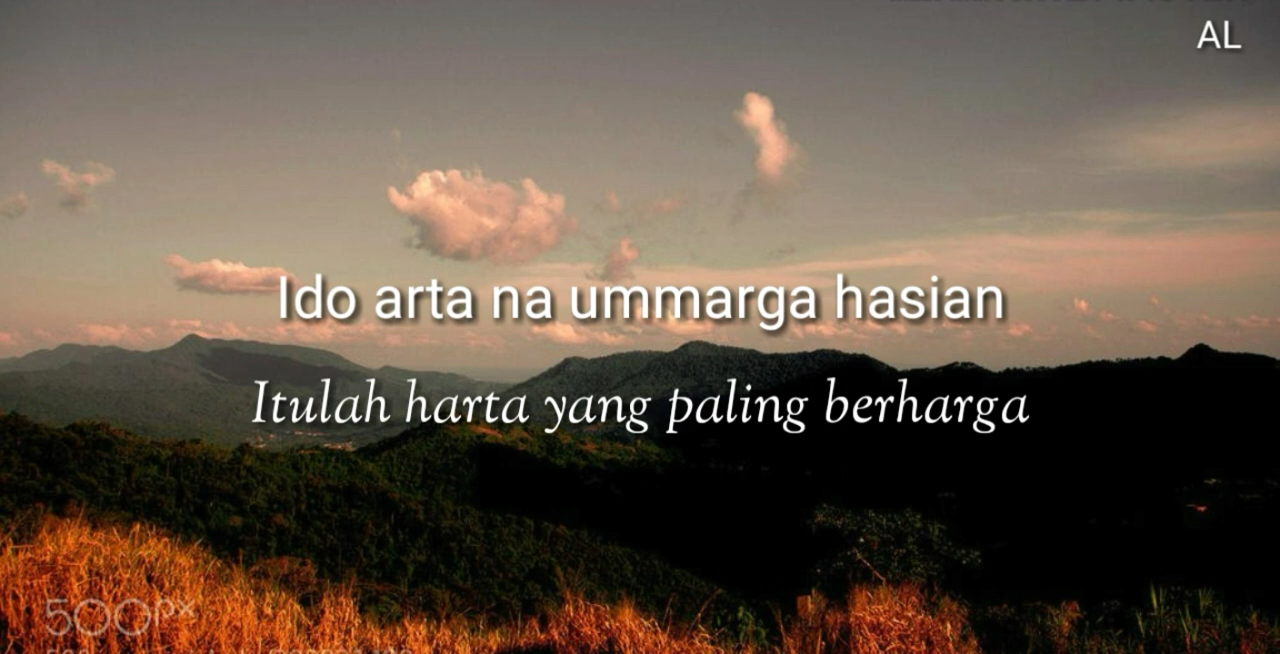 AL
Ido arta na ummarga hasian
Itulah harta yang paling berharga
500px